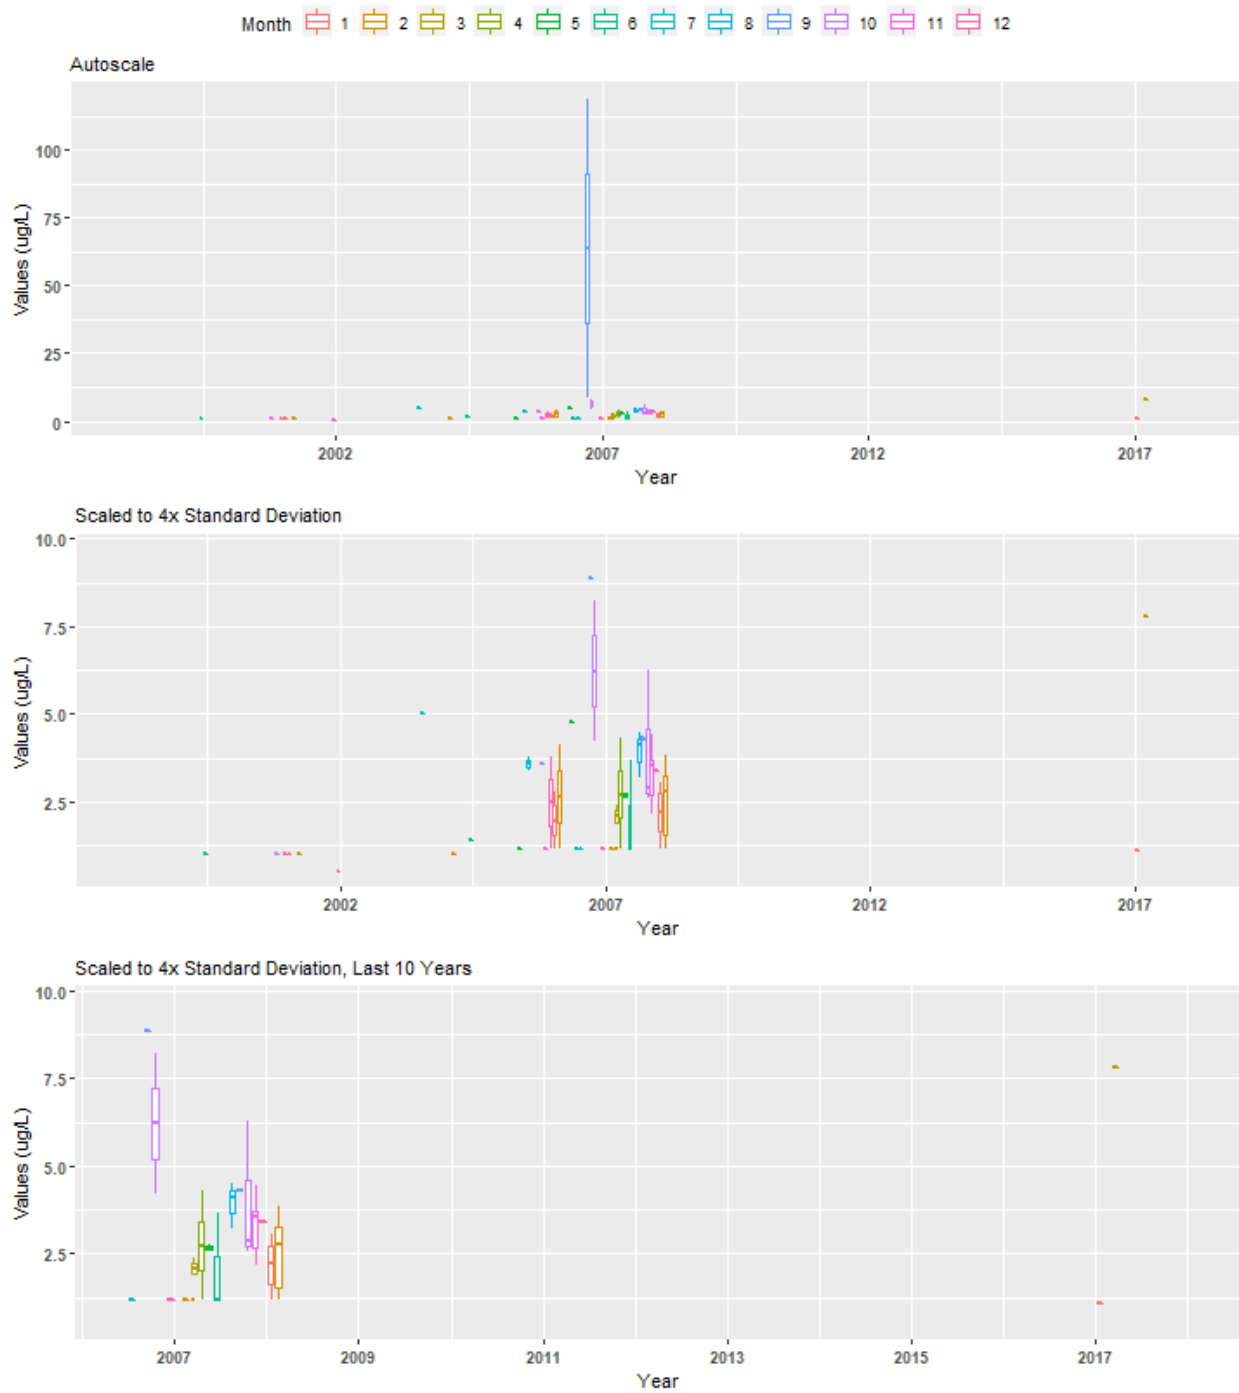 Month 1 2 3 4 5 6 7 8 9 10 11 12
Autoscale
100
75
50
25
0
Values (ug/L)
2002 2007 2012 2017
Year
Scaled to 4x Standard Deviation
10.0
7.5
5.0
2.5
Values (ug/L)
2002 2007 2012 2017
Year
Scaled to 4x Standard Deviation, Last 10 Years
10.0
7.5
5.0
2.5
Values (ug/L)
2007 2009 2011 2013 2015 2017
Year